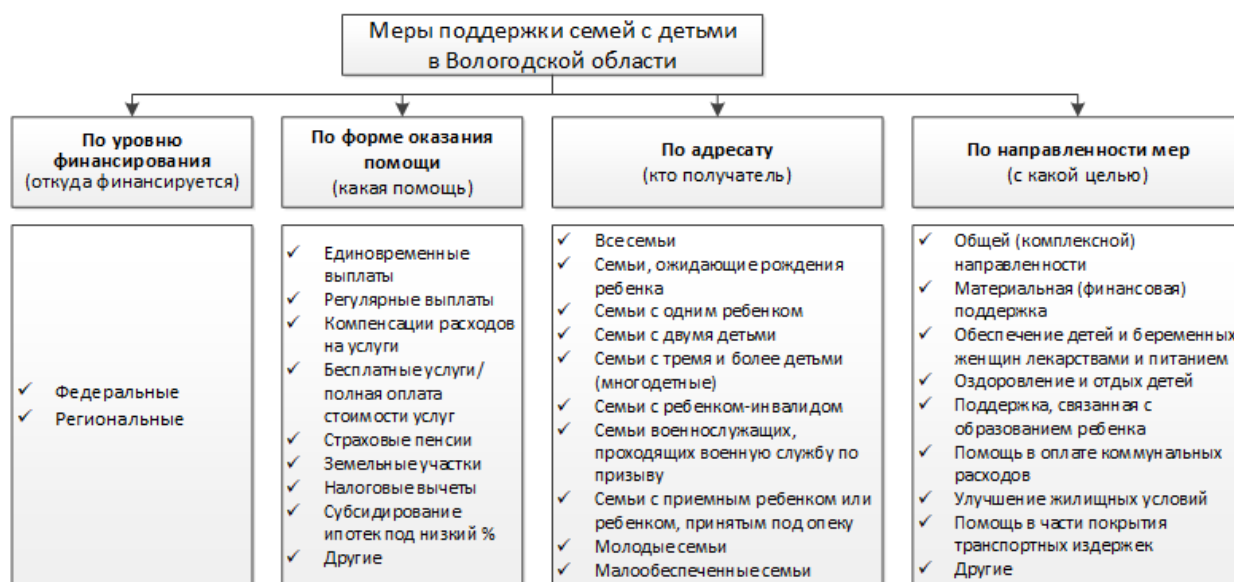 Меры поддержки семей с детьми
в Вологодской области
По уровню
финансирования
(откуда финансируется)
✓ Федеральные
✓ Региональные
По форме оказания
помощи
(какая помощь)
✓ Единовременные
выплаты
✓ Регулярные выплаты
✓ Компенсации расходов
на услуги
✓ Бесплатные услуги/
полная оплата
стоимости услуг
✓ Страховые пенсии
✓ Земельные участки
✓ Налоговые вычеты
✓ Субсидирование
ипотек под низкий %
✓ Другие
По адресату
(кто получатель)
✓ Все семьи
✓ Семьи, ожидающие рождения
ребенка
✓ Семьи с одним ребенком
✓ Семьи с двумя детьми
✓ Семьи с тремя и более детьми
(многодетные)
✓ Семьи с ребенком-инвалидом
✓ Семьи военнослужащих,
проходящих военную службу по
призыву
✓ Семьи с приемным ребенком или
ребенком, принятым под опеку
✓ Молодые семьи
✓ Малообеспеченные семьи
По направленности мер
(с какой целью)
✓ Общей (комплексной)
направленности
✓ Материальная (финансовая)
поддержка
✓ Обеспечение детей и беременных
женщин лекарствами и питанием
✓ Оздоровление и отдых детей
✓ Поддержка, связанная с
образованием ребенка
✓ Помощь в оплате коммунальных
расходов
✓ Улучшение жилищных условий
✓ Помощь в части покрытия
транспортных издержек
✓ Другие